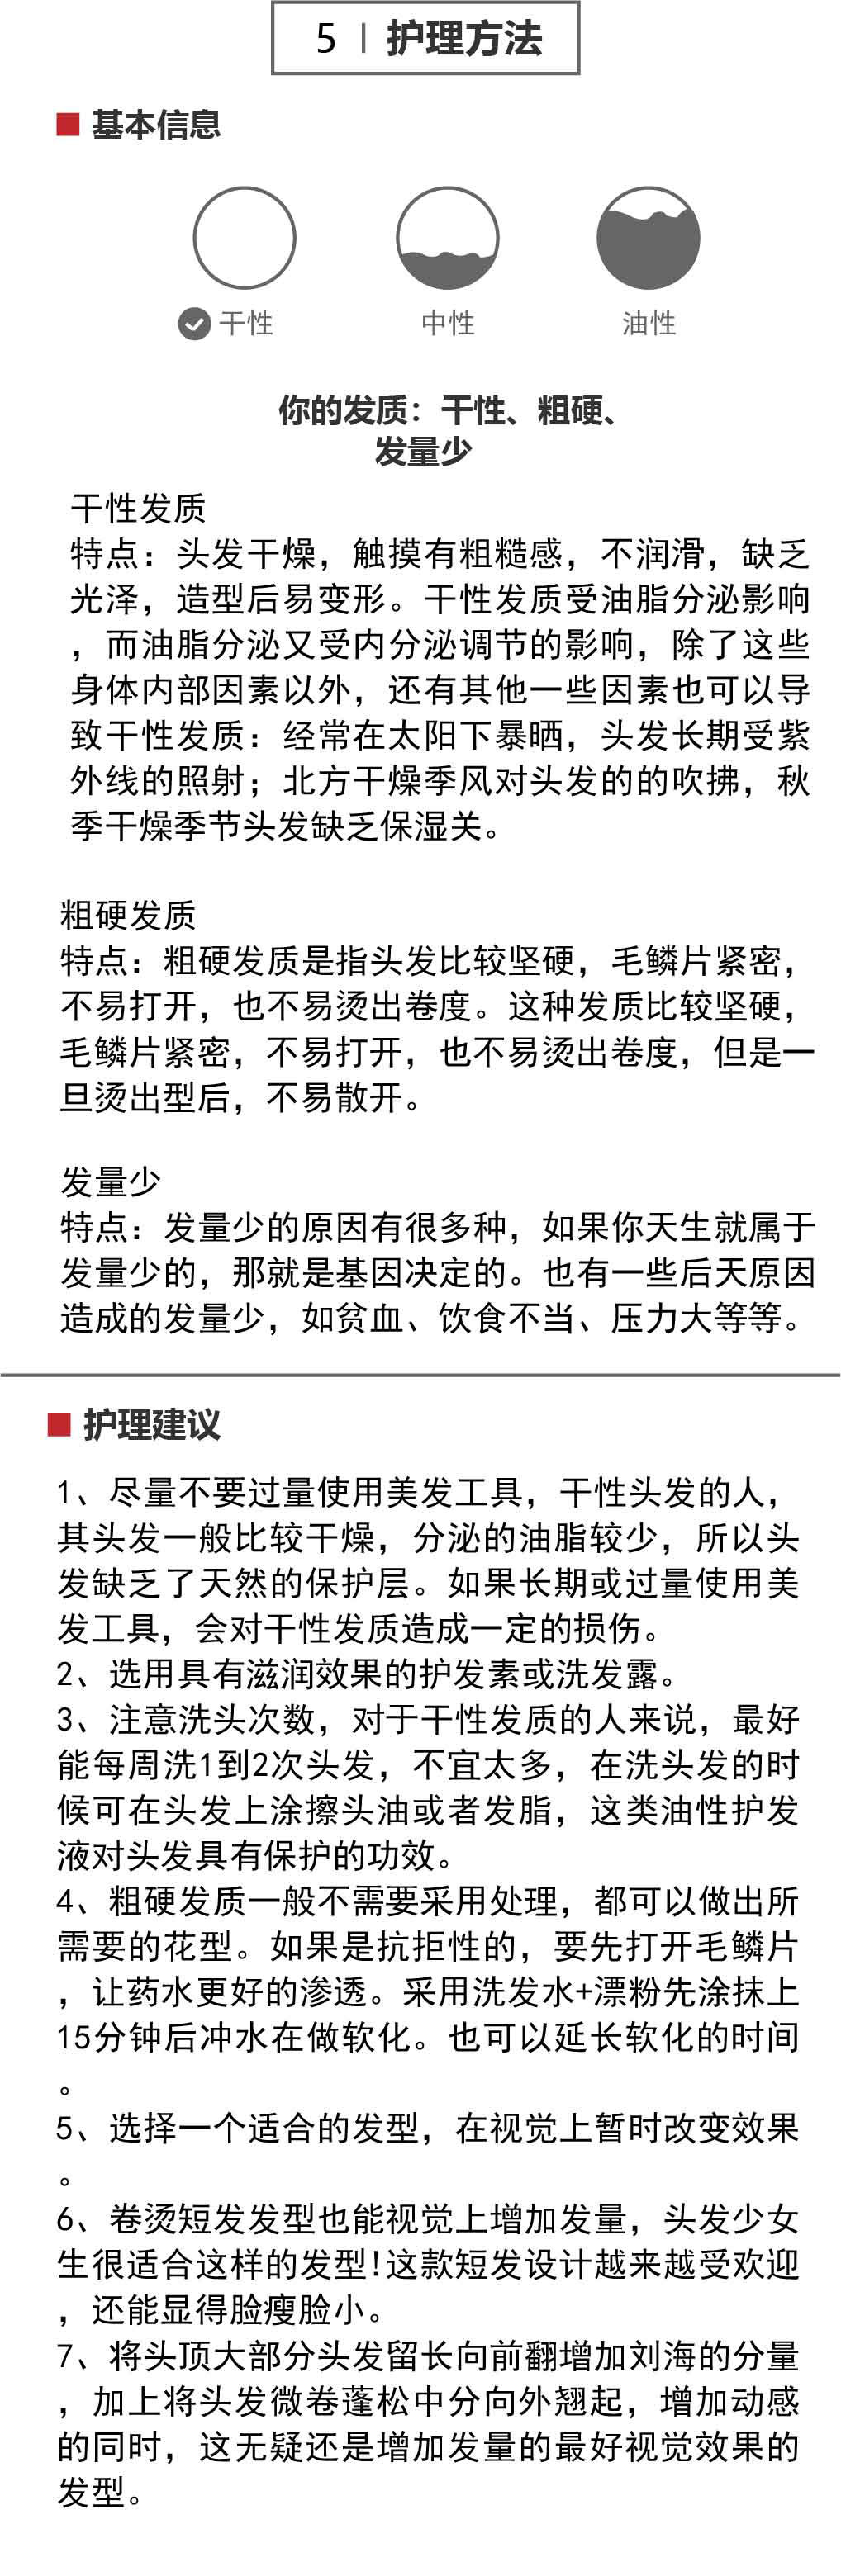 5 | 护理方法
基本信息
干性
中性
油性
你的发质：干性、粗硬、
发量少
干性发质
特点：头发干燥，触摸有粗糙感，不润滑，缺乏
光泽，造型后易变形。干性发质受油脂分泌影响
，而油脂分泌又受内分泌调节的影响，除了这些
身体内部因素以外，还有其他一些因素也可以导
致干性发质：经常在太阳下暴晒，头发长期受紫
外线的照射；北方干燥季风对头发的的吹拂，秋
季干燥季节头发缺乏保湿关。
粗硬发质
特点：粗硬发质是指头发比较坚硬，毛鳞片紧密，
不易打开，也不易烫出卷度。这种发质比较坚硬，
毛鳞片紧密，不易打开，也不易烫出卷度，但是一
旦烫出型后，不易散开。
发量少
特点：发量少的原因有很多种，如果你天生就属于
发量少的，那就是基因决定的。也有一些后天原因
造成的发量少，如贫血、饮食不当、压力大等等。
护理建议
1、尽量不要过量使用美发工具，干性头发的人，
其头发一般比较干燥，分泌的油脂较少，所以头
发缺乏了天然的保护层。如果长期或过量使用美
发工具，会对干性发质造成一定的损伤。
2、选用具有滋润效果的护发素或洗发露。
3、注意洗头次数，对于干性发质的人来说，最好
能每周洗1到2次头发，不宜太多，在洗头发的时
候可在头发上涂擦头油或者发脂，这类油性护发
液对头发具有保护的功效。
4、粗硬发质一般不需要采用处理，都可以做出所
需要的花型。如果是抗拒性的，要先打开毛鳞片
，让药水更好的渗透。采用洗发水+漂粉先涂抹上
15分钟后冲水在做软化。也可以延长软化的时间
。
5、选择一个适合的发型，在视觉上暂时改变效果
。
6、卷烫短发发型也能视觉上增加发量，头发少女
生很适合这样的发型!这款短发设计越来越受欢迎
，还能显得脸瘦脸小。
7、将头顶大部分头发留长向前翻增加刘海的分量
，加上将头发微卷蓬松中分向外翘起，增加动感
的同时，这无疑还是增加发量的最好视觉效果的
发型。